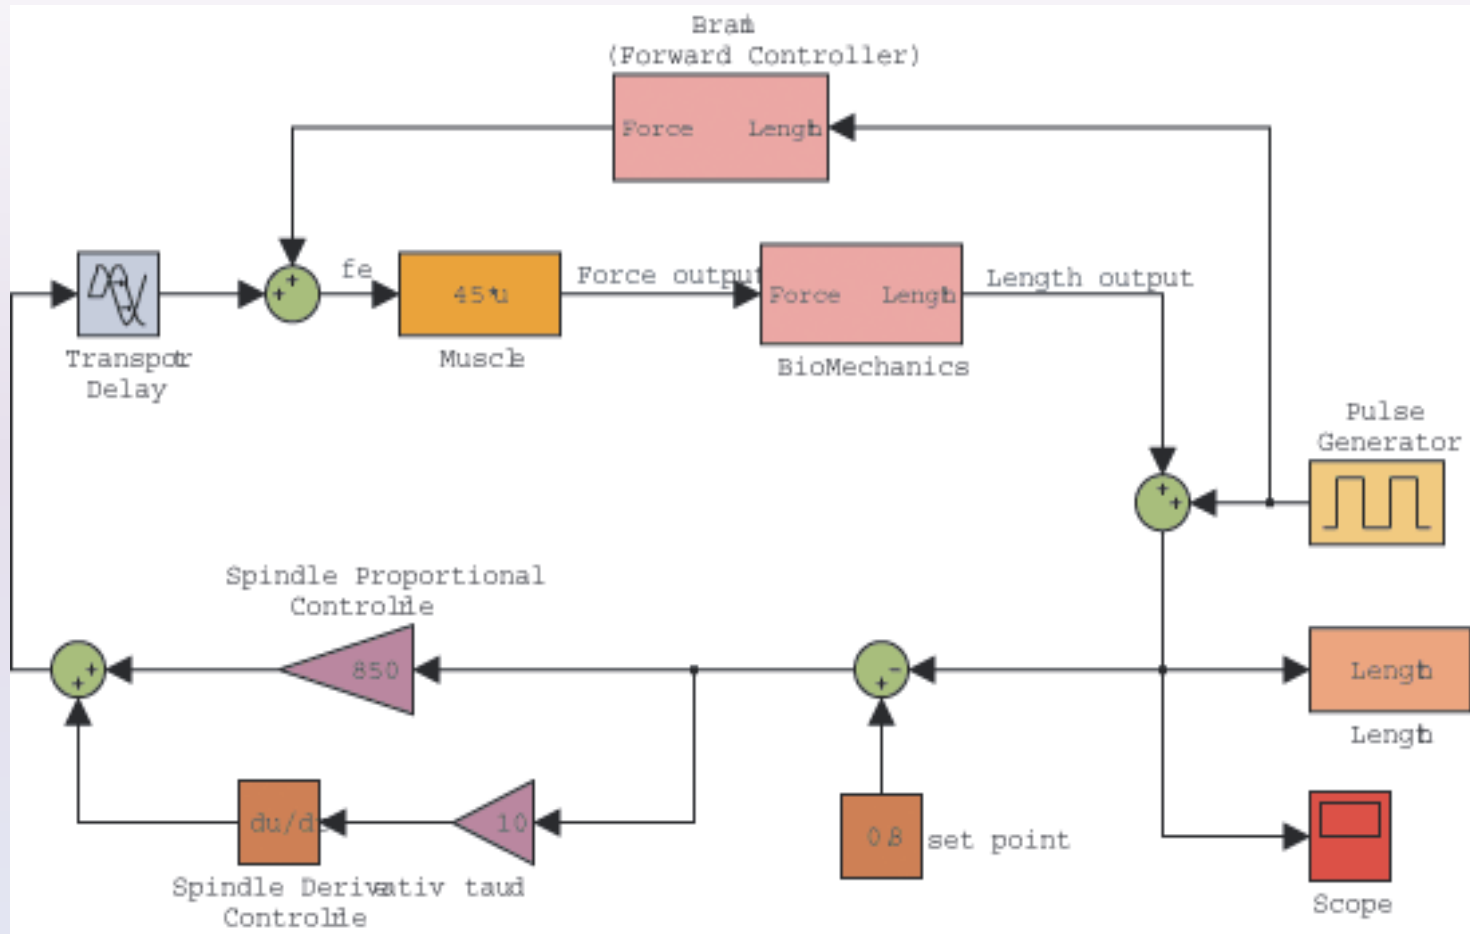 Brain
(Forward Controller)
Force Length
fe
45*u
Force output
Force Length
Length output
Transport
Delay
Muscle
BioMechanics
Pulse
Generator
Spindle Proportional
Controlle
850
Length
Length
du/dt
10
0.8
set point
Spindle Derivativ taud
Controlle
Scope